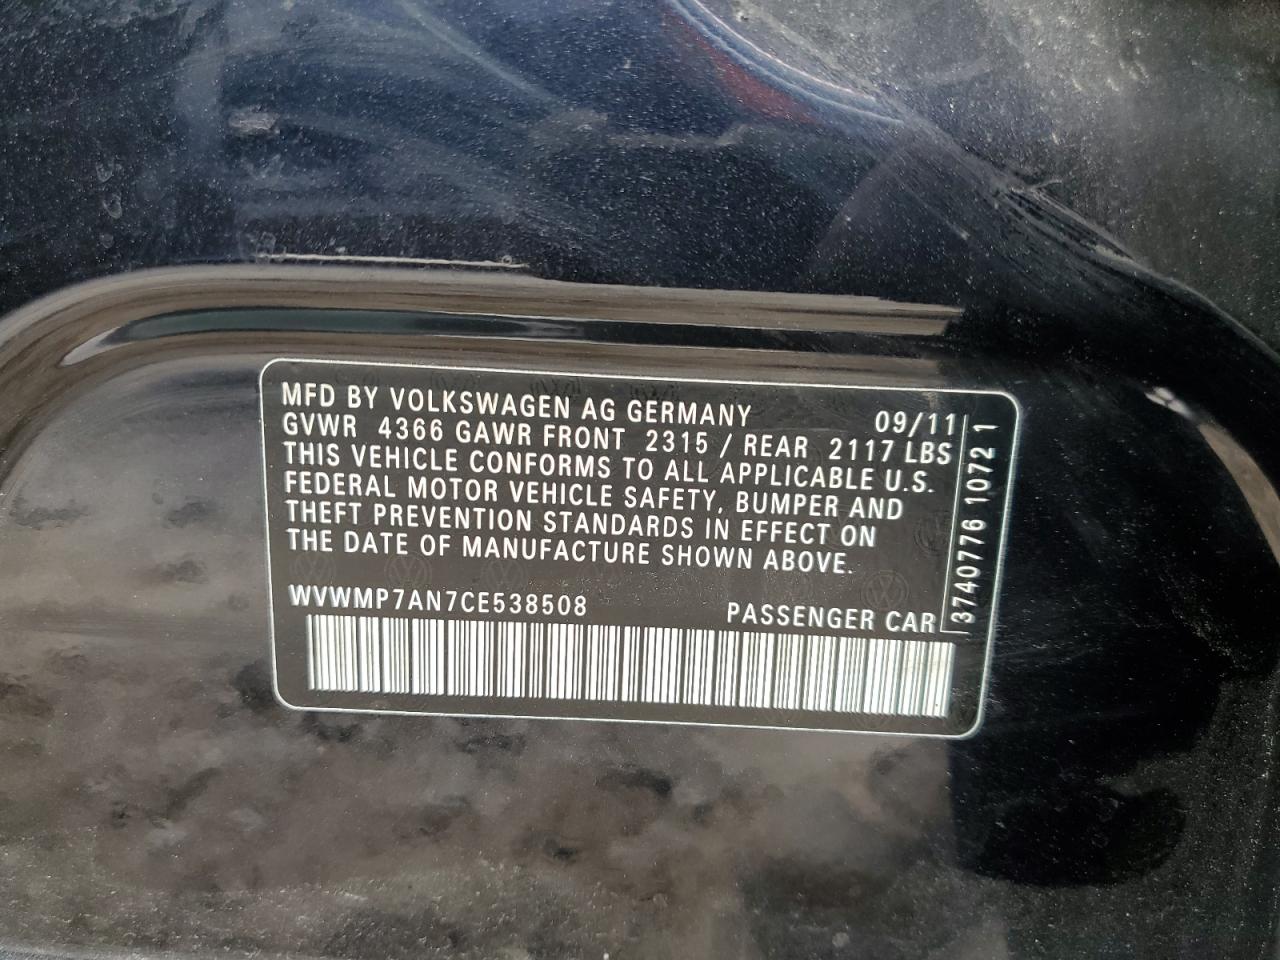 MFD BY VOLKSWAGEN AG GERMANY 09/11
GVWR 4366 GAWR FRONT 2315 / REAR 2117 LBS
THIS VEHICLE CONFORMS TO ALL APPLICABLE U.S.
FEDERAL MOTOR VEHICLE SAFETY, BUMPER AND
THEFT PREVENTION STANDARDS IN EFFECT ON
THE DATE OF MANUFACTURE SHOWN ABOVE.
WVWMP7AN7CE538508 PASSENGER CAR
3740776 1072 1